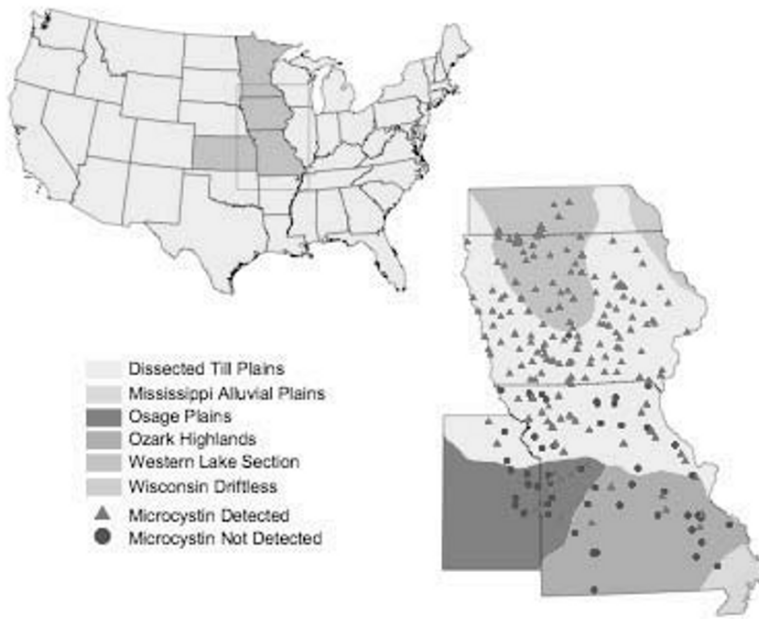 Dissected Till Plains
Mississippi Alluvial Plains
Osage Plains
Ozark Highlands
Western Lake Section
Wisconsin Driftless
Microcystin Detected
Microcystin Not Detected